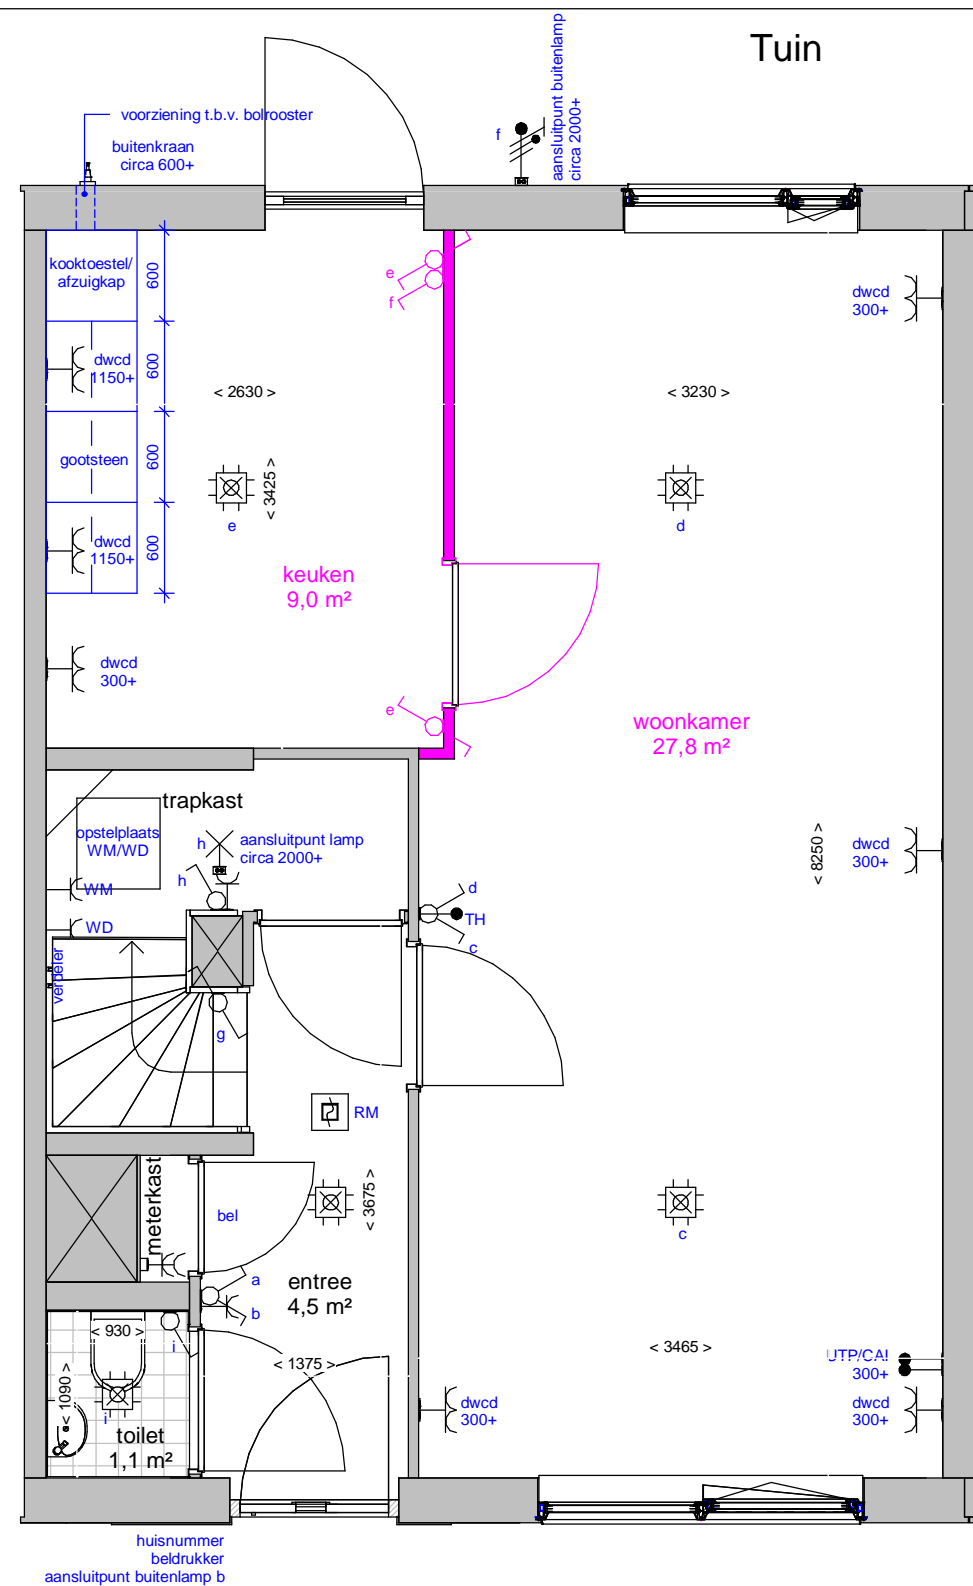 Tuin
aansluitpunt buitenlamp
circa 2000+
f
voorziening t.b.v. bolrooster
buitenkraan
circa 600+
kooktoestel/
afzuigkap
600
e
f
dwcd
300+
dwcd
1150+
600
< 2630 >
< 3230 >
gootsteen
600
< 3425 >
e
d
dwcd
1150+
600
keuken
9,0 m²
dwcd
300+
e
woonkamer
27,8 m²
trapkast
opstelplaats
WM/WD
h
aansluitpunt lamp
circa 2000+
h
< 8250 >
dwcd
300+
WM
WD
d
TH
c
verdeler
g
RM
meterkast
bel
< 3675 >
c
a
b
entree
4,5 m²
< 930 >
i
< 1375 >
< 3465 >
UTP/CAI
300+
< 1090 >
i
toilet
1,1 m²
dwcd
300+
dwcd
300+
huisnummer
beldrukker
aansluitpunt buitenlamp b